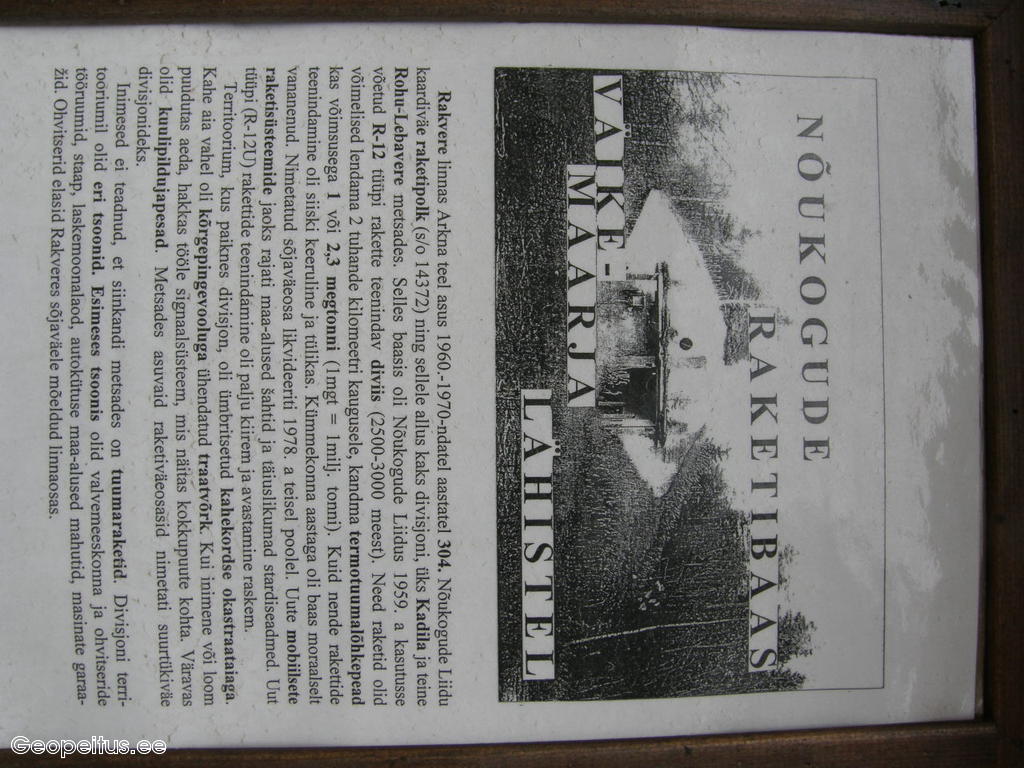 NÕUKOGUDE
RAKETIBAAS
VÄIKE-
MAARJA
LÄHISTEL
Rakvere linnas Arkna teel asus 1960.-1970-ndatel aastatel 304. Nõukogude Liidu
kaardiväe raketipolk (s/o 14372) ning sellele allus kaks divisjoni, üks Kadila ja teine
Rohu-Lebavere metsades. Selles baasis oli Nõukogude Liidus 1959. a kasutusse
võetud R-12 tüüpi rakette teenindav diviis (2500-3000 meest). Need raketid olid
võimelised lendama 2 tuhande kilomeetri kaugusele, kandma termotuumalõhkepead
kas võimsusega 1 või 2,3 megtonni (1mgt = 1milj. tonni). Kuid nende rakettide
teenindamine oli siiski keeruline ja tülikas. Kümmekonna aastaga oli baas moraalselt
vananenud. Nimetatud sõjaväeosa likvideeriti 1978. a teisel poolel. Uute mobiilsete
raketisüsteemide jaoks rajati maa-alused šahtid ja täiuslikumad stardiseadmed. Uut
tüüpi (R-12U) rakettide teenindamine oli palju kiirem ja avastamine raskem.
Territoorium, kus paiknes divisjon, oli ümbritsetud kahekordse okastraataiaga.
Kahe aia vahel oli kõrgepingevooluga ühendatud traatvõrk. Kui inimene või loom
puudutas aeda, hakkas tööle signaalsüsteem, mis näitas kokkupuute kohta. Väravas
olid kuulipildujapesad. Metsades asuvaid raketiväeosasid nimetati suurtükiväe
divisjonideks.
Inimesed ei teadnud, et siinkandi metsades on tuumaraketid. Divisjoni terri-
tooriumil olid eri tsoonid. Esimeses tsoonis olid valvemeeskonna ja ohvitseride
tööruumid, staap, laskemoonalaod, autokütuse maa-alused mahutid, masinate garaa-
žid. Ohvitserid elasid Rakveres sõjaväele mõeldud linnaosas.
Geopeitus.ee